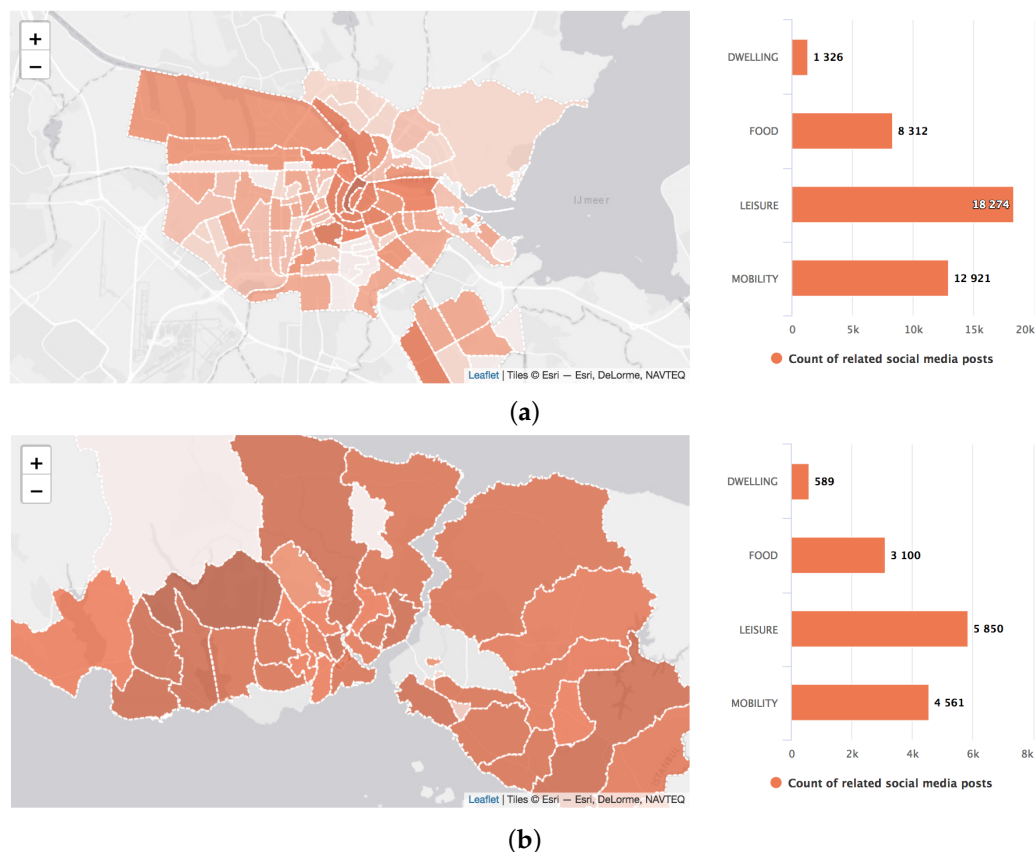 +
−
IJmeer
Leaflet | Tiles © Esri — Esri, DeLorme, NAVTEQ
DWELLING
1 326
FOOD
8 312
LEISURE
18 274
MOBILITY
12 921
0 5k 10k 15k 20k
Count of related social media posts
(a)
+
−
Leaflet | Tiles © Esri — Esri, DeLorme, NAVTEQ
DWELLING
589
FOOD
3 100
LEISURE
5 850
MOBILITY
4 561
0 2k 4k 6k 8k
Count of related social media posts
(b)